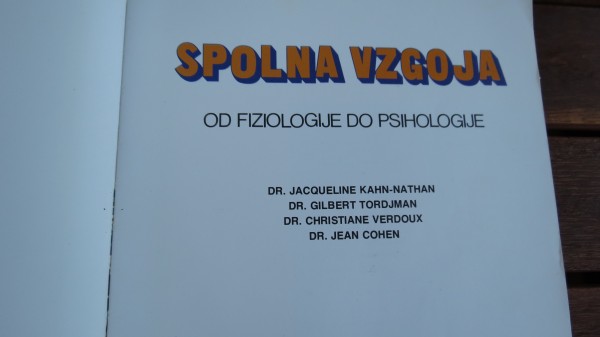 SPOLNA VZGOJA
OD FIZIOLOGIJE DO PSIHOLOGIJE
DR. JACQUELINE KAHN-NATHAN
DR. GILBERT TORDJMAN
DR. CHRISTIANE VERDOUX
DR. JEAN COHEN